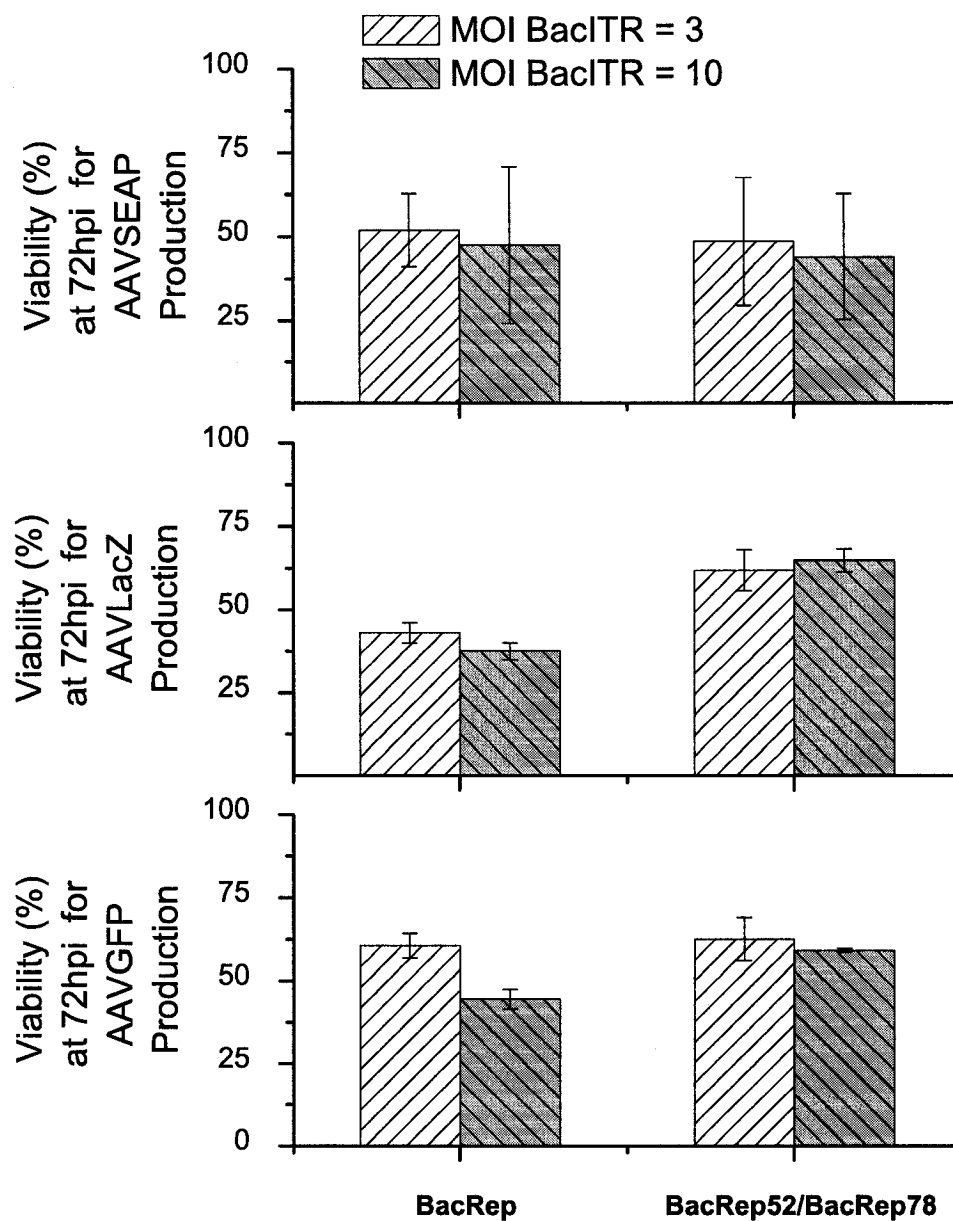 MOI BacITR = 3
MOI BacITR = 10
Viability (%)
at 72hpi for
AAVSEAP
Production
100
75
50
25
Viability (%)
at 72hpi for
AAVLacZ
Production
100
75
50
25
Viability (%)
at 72hpi for
AAVGFP
Production
100
75
50
25
0
BacRep
BacRep52/BacRep78